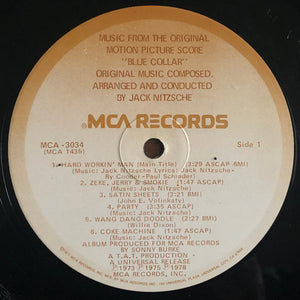 MUSIC FROM THE ORIGINAL
MOTION PICTURE SCORE
"BLUE COLLAR"
ORIGINAL MUSIC COMPOSED,
ARRANGED AND CONDUCTED
BY JACK NITZSCHE
MCA RECORDS
MCA - 3034
(MCA 1435)
Side 1
1. HARD WORKIN' MAN (Main Title) (3:29 ASCAP BMI)
(Music: Jack Nitzsche Lyrics: Jack Nitzsche-
Ry Cooder-Paul Schrader)
2. ZEKE, JERRY & SMOKIE (1:47 ASCAP)
(Music: Jack Nitzsche)
3. SATIN SHEETS (2:21 BMI)
(John E. Volinkaty)
4. PARTY (3:35 ASCAP)
(Music: Jack Nitzsche)
5. WANG DANG DOODLE (3:27 BMI)
(Willie Dixon)
6. COKE MACHINE (1:47 ASCAP)
(Music: Jack Nitzsche)
ALBUM PRODUCED FOR MCA RECORDS
BY SONNY BURKE
A T.A.T. PRODUCTION -
A UNIVERSAL RELEASE
℗ 1973 ℗ 1975 ℗ 1978
MCA RECORDS, INC.